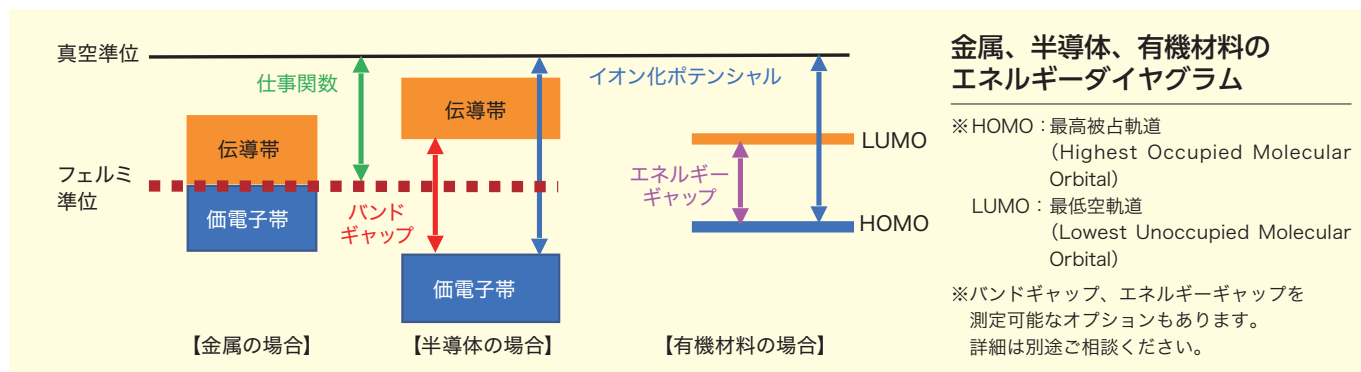 真空準位
仕事関数
イオン化ポテンシャル
伝導帯
伝導帯
LUMO
フェルミ
準位
エネルギー
ギャップ
価電子帯
バンド
ギャップ
HOMO
価電子帯
【金属の場合】
【半導体の場合】
【有機材料の場合】
金属、半導体、有機材料の
エネルギーダイヤグラム
※HOMO：最高被占軌道
（Highest Occupied Molecular
Orbital）
LUMO：最低空軌道
（Lowest Unoccupied Molecular
Orbital）
※バンドギャップ、エネルギーギャップを
測定可能なオプションもあります。
詳細は別途ご相談ください。